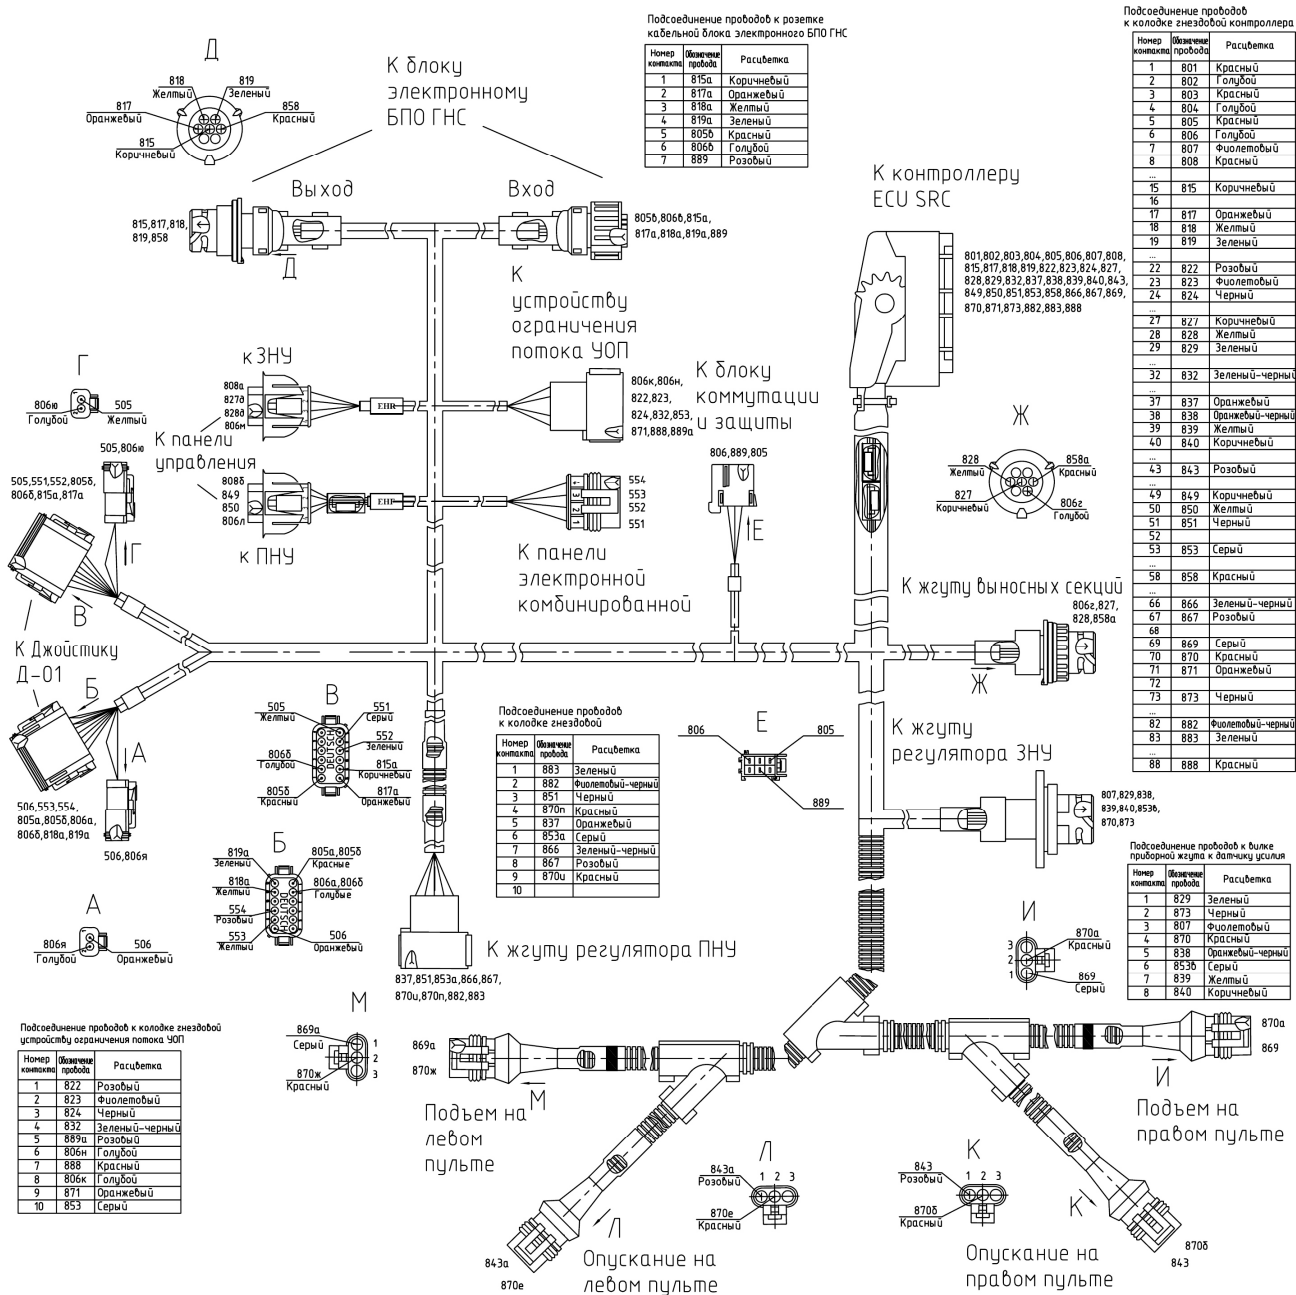 Подсоединение проводов к розетке
кабельной блока электронного БПО ГНС
Номер контакта Обозначение провода Расцветка
1 815а Коричневый
2 817а Оранжевый
3 818а Желтый
4 819а Зеленый
5 805в Красный
6 806в Голубой
7 889 Розовый
Подсоединение проводов
к колодке гнездовой контроллера
Номер контакта Обозначение провода Расцветка
1 801 Красный
2 802 Голубой
3 803 Красный
4 804 Голубой
5 805 Красный
6 806 Голубой
7 807 Фиолетовый
8 808 Красный
...
15 815 Коричневый
16
17 817 Оранжевый
18 818 Желтый
19 819 Зеленый
...
22 822 Розовый
23 823 Фиолетовый
24 824 Черный
...
27 827 Коричневый
28 828 Желтый
29 829 Зеленый
...
32 832 Зеленый-черный
...
37 837 Оранжевый
38 838 Оранжевый-черный
39 839 Желтый
40 840 Коричневый
...
43 843 Розовый
...
49 849 Коричневый
50 850 Желтый
51 851 Черный
52
53 853 Серый
...
58 858 Красный
...
66 866 Зеленый-черный
67 867 Розовый
68
69 869 Серый
70 870 Красный
71 871 Оранжевый
72
73 873 Черный
...
82 882 Фиолетовый-черный
83 883 Зеленый
...
88 888 Красный
Д
818
Желтый
819
Зеленый
817
Оранжевый
858
Красный
815
Коричневый
К блоку
электронному
БПО ГНС
Выход
Вход
815,817,818,
819,858
Д
805в,806в,815а,
817а,818а,819а,889
К контроллеру
ECU SRC
801,802,803,804,805,806,807,808,
815,817,818,819,822,823,824,827,
828,829,832,837,838,839,840,843,
849,850,851,853,858,866,867,869,
870,871,873,882,883,888
К
устройству
ограничения
потока УОП
Г
806ю
Голубой
505
Желтый
к ЗНУ
808а
827д
828д
806м
EHR
806к,806н,
822,823,
824,832,853,
871,888,889а
К блоку
коммутации
и защиты
806,889,805
Е
К панели
управления
505,806ю
505,551,552,805б,
806б,815а,817а
808б
849
850
806л
EHF
к ПНУ
554
553
552
551
4
3
2
1
К панели
электронной
комбинированной
Ж
828
Желтый
858а
Красный
827
Коричневый
806г
Голубой
Г
В
К Джойстику
Д-01
Б
А
К жгуту выносных секций
806г,827,
828,858а
Ж
506,553,554,
805а,805б,806а,
806б,818а,819а
506,806я
В
505
Желтый
551
Серый
552
Зеленый
806б
Голубой
815а
Коричневый
805б
Красный
817а
Оранжевый
DEUTSCH
Подсоединение проводов
к колодке гнездовой
Номер контакта Обозначение провода Расцветка
1 883 Зеленый
2 882 Фиолетовый-черный
3 851 Черный
4 870п Красный
5 837 Оранжевый
6 853а Серый
7 866 Зеленый-черный
8 867 Розовый
9 870и Красный
10
Е
806
805
889
К жгуту
регулятора ЗНУ
807,829,838,
839,840,853в,
870,873
Б
819а
Зеленый
805а,805б
Красные
818а
Желтый
806а,806б
Голубые
554
Розовый
553
Желтый
506
Оранжевый
DEUTSCH
А
806я
Голубой
506
Оранжевый
К жгуту регулятора ПНУ
837,851,853а,866,867,
870и,870п,882,883
Подсоединение проводов к вилке
приборной жгута к датчику усилия
Номер контакта Обозначение провода Расцветка
1 829 Зеленый
2 873 Черный
3 807 Фиолетовый
4 870 Красный
5 838 Оранжевый-черный
6 853в Серый
7 839 Желтый
8 840 Коричневый
И
3
2
1
870а
Красный
869
Серый
М
869а
Серый
870ж
Красный
1
2
3
869а
870ж
М
Подъем на
левом
пульте
870а
869
И
Подъем на
правом пульте
Подсоединение проводов к колодке гнездовой
устройству ограничения потока УОП
Номер контакта Обозначение провода Расцветка
1 822 Розовый
2 823 Фиолетовый
3 824 Черный
4 832 Зеленый-черный
5 889а Розовый
6 806н Голубой
7 888 Красный
8 806к Голубой
9 871 Оранжевый
10 853 Серый
Л
843а
Розовый
1 2 3
870е
Красный
К
843
Розовый
1 2 3
870б
Красный
Л
843а
870е
Опускание на
левом пульте
К
870б
843
Опускание на
правом пульте